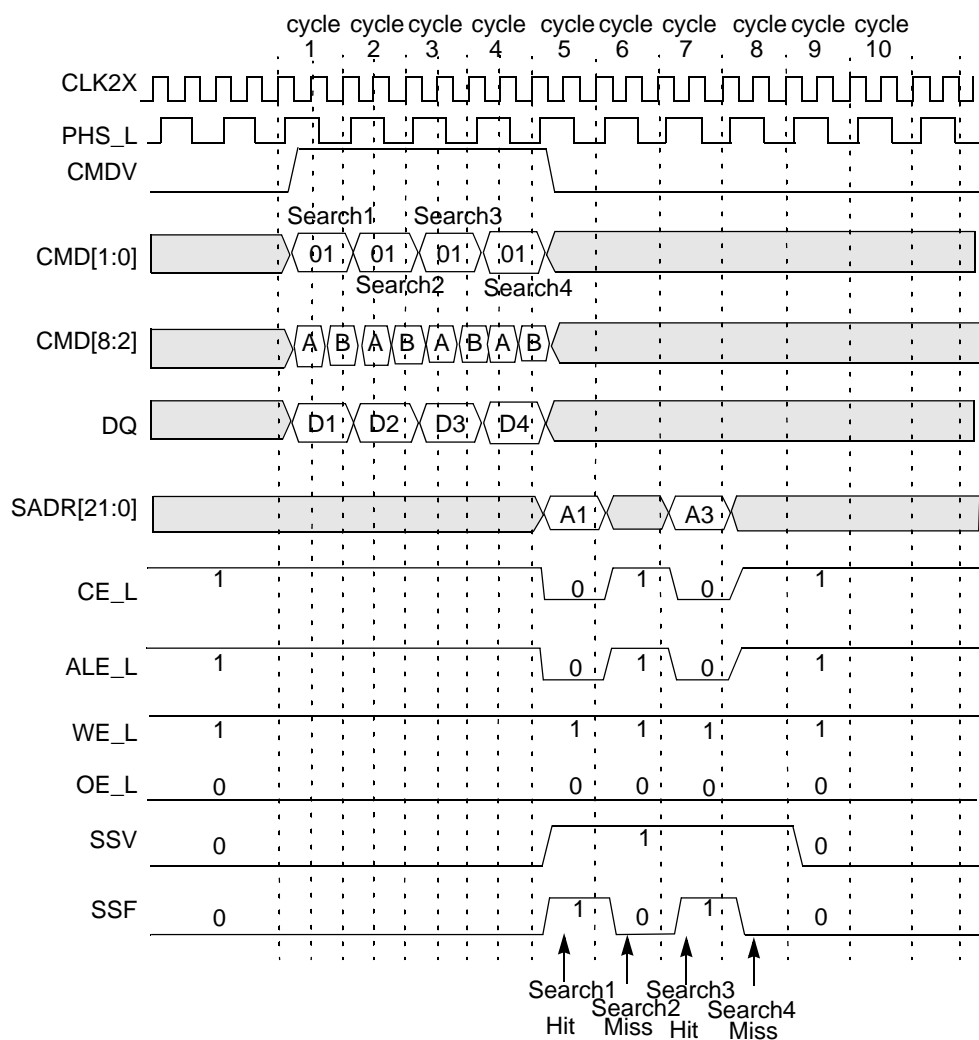 cycle cycle cycle cycle cycle cycle cycle cycle cycle cycle
1 2 3 4 5 6 7 8 9 10
CLK2X
PHS_L
CMDV
Search1 Search3
CMD[1:0] 01 01 01 01
Search2 Search4
CMD[8:2] A B A B A B A B
DQ D1 D2 D3 D4
SADR[21:0] A1 A3
CE_L 1 0 1 0 1
ALE_L 1 0 1 0 1
WE_L 1 1 1 1 1
OE_L 0 0 0 0 0
SSV 0 1 0
SSF 0 1 0 1 0
Search1 Search2 Search3 Search4
Hit Miss Hit Miss